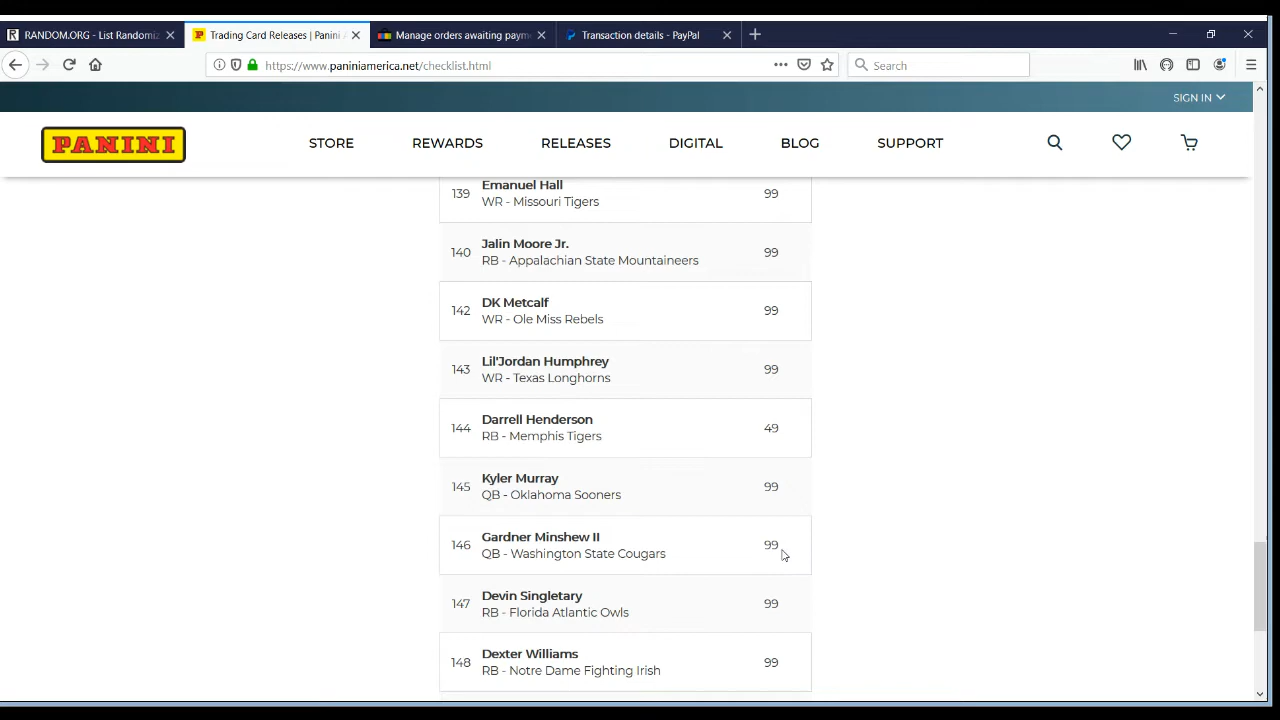 RANDOM.ORG - List Randomiz
Trading Card Releases | Panini
Manage orders awaiting paym
Transaction details - PayPal
https://www.paniniamerica.net/checklist.html
Search
SIGN IN
PANINI
STORE
REWARDS
RELEASES
DIGITAL
BLOG
SUPPORT
139
Emanuel Hall
WR - Missouri Tigers
99
140
Jalin Moore Jr.
RB - Appalachian State Mountaineers
99
142
DK Metcalf
WR - Ole Miss Rebels
99
143
Lil'Jordan Humphrey
WR - Texas Longhorns
99
144
Darrell Henderson
RB - Memphis Tigers
49
145
Kyler Murray
QB - Oklahoma Sooners
99
146
Gardner Minshew II
QB - Washington State Cougars
99
147
Devin Singletary
RB - Florida Atlantic Owls
99
148
Dexter Williams
RB - Notre Dame Fighting Irish
99